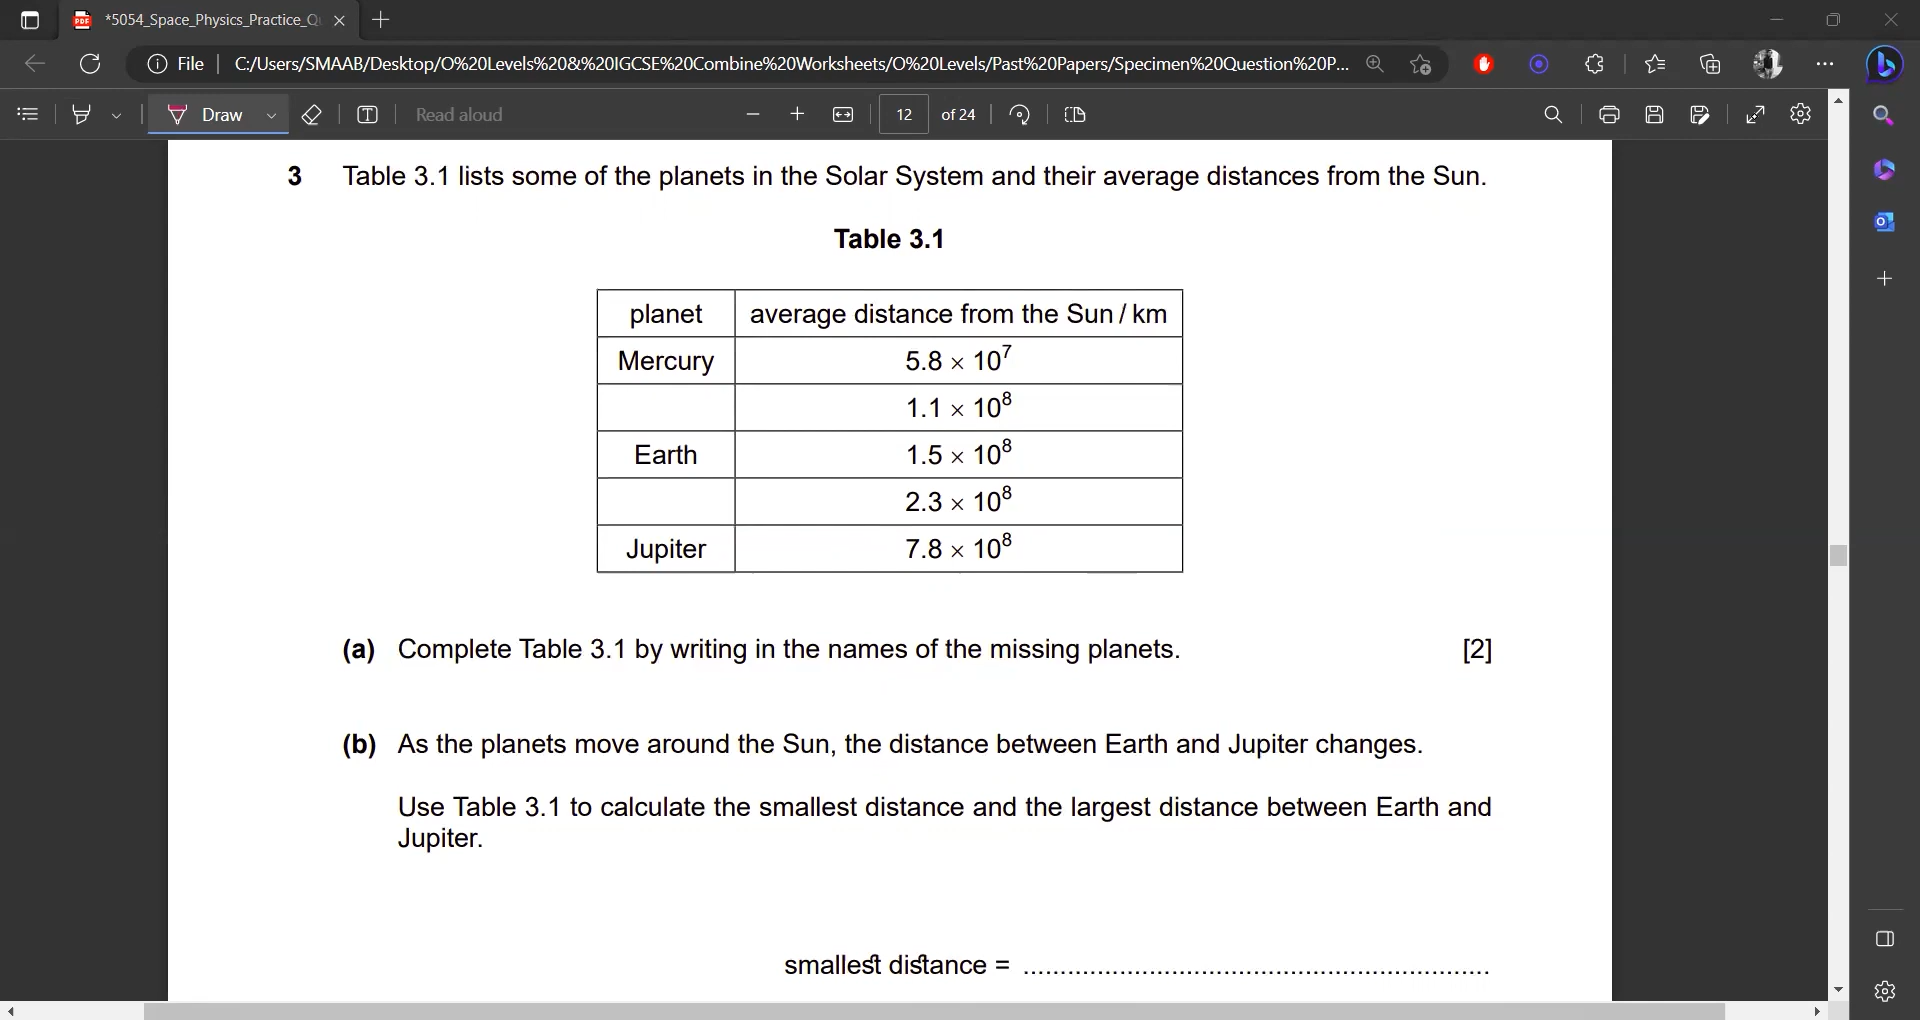 *5054_Space_Physics_Practice_Qu
File
C:/Users/SMAAB/Desktop/O%20Levels%20&%20IGCSE%20Combine%20Worksheets/O%20Levels/Past%20Papers/Specimen%20Question%20P...
Draw
Read aloud
12 of 24
3 Table 3.1 lists some of the planets in the Solar System and their average distances from the Sun.
Table 3.1
planet average distance from the Sun / km
Mercury 5.8 × 10⁷
1.1 × 10⁸
Earth 1.5 × 10⁸
2.3 × 10⁸
Jupiter 7.8 × 10⁸
(a) Complete Table 3.1 by writing in the names of the missing planets. [2]
(b) As the planets move around the Sun, the distance between Earth and Jupiter changes.
Use Table 3.1 to calculate the smallest distance and the largest distance between Earth and
Jupiter.
smallest distance = ...............................................................